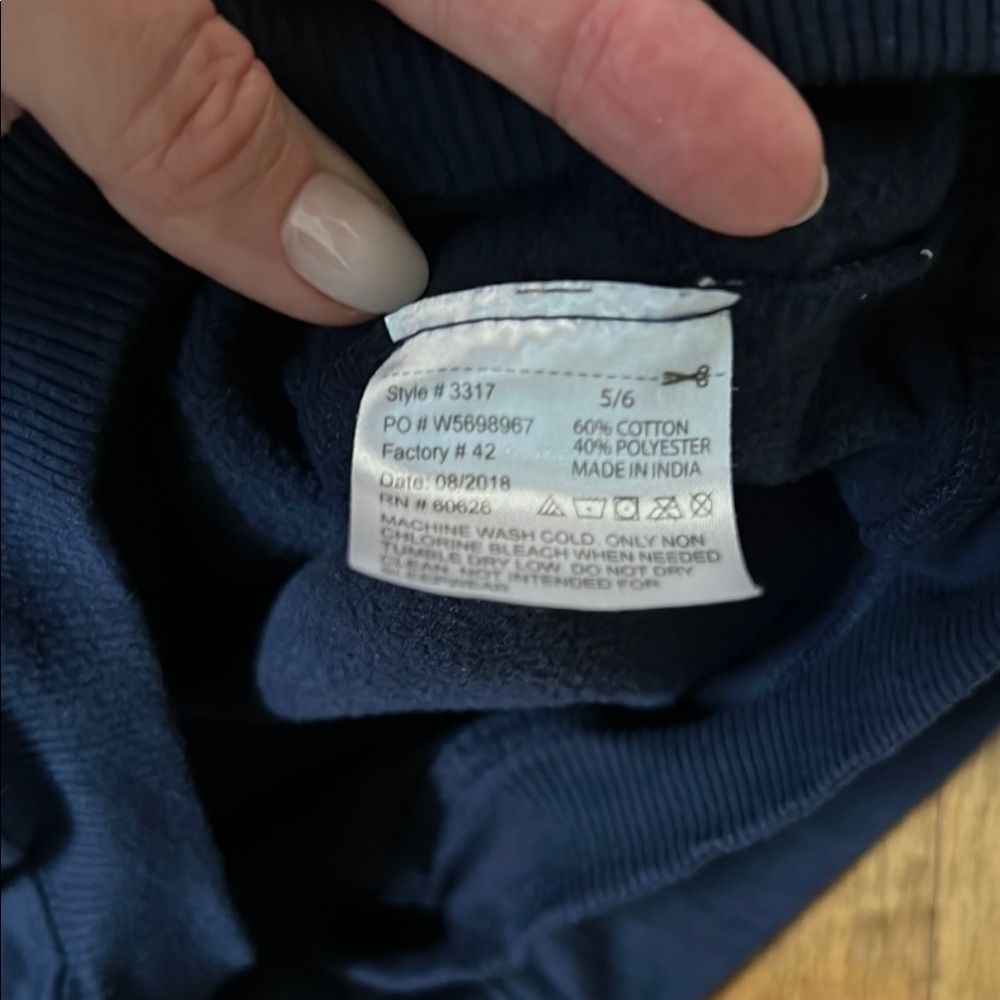 Style # 3317
PO # W5698967
Factory # 42
Date: 08/2018
RN # 60626
5/6
60% COTTON
40% POLYESTER
MADE IN INDIA
MACHINE WASH COLD. ONLY NON
CHLORINE BLEACH WHEN NEEDED
TUMBLE DRY LOW. DO NOT DRY
CLEAN. NOT INTENDED FOR
SLEEPWEAR